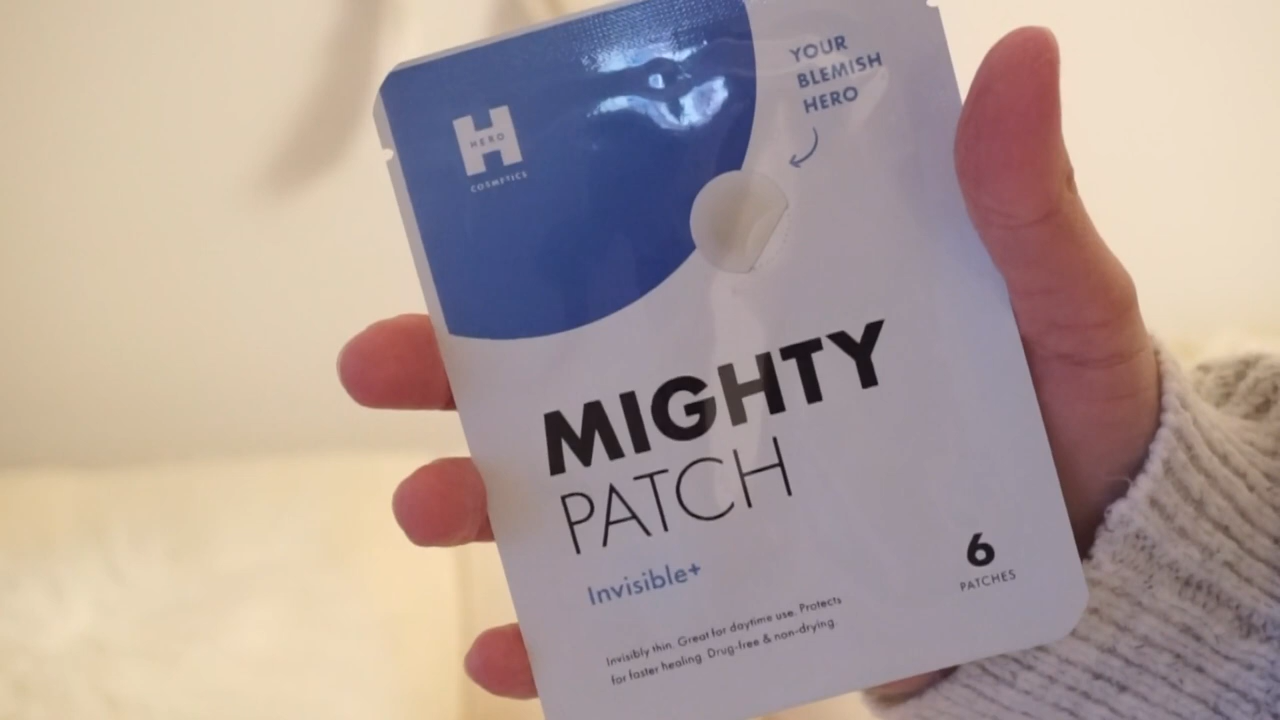 YOUR
BLEMISH
HERO
HERO
COSMETICS
MIGHTY
PATCH
Invisible+
6
PATCHES
Invisibly thin. Great for daytime use. Protects
for faster healing. Drug-free & non-drying.